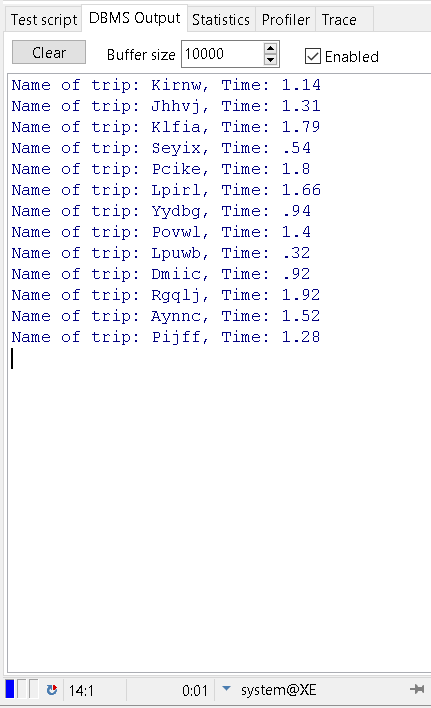 Test script DBMS Output Statistics Profiler Trace
Clear Buffer size 10000 Enabled
Name of trip: Kirnw, Time: 1.14
Name of trip: Jhhvj, Time: 1.31
Name of trip: Klfia, Time: 1.79
Name of trip: Seyix, Time: .54
Name of trip: Pcike, Time: 1.8
Name of trip: Lpirl, Time: 1.66
Name of trip: Yydbg, Time: .94
Name of trip: Povwl, Time: 1.4
Name of trip: Lpuwb, Time: .32
Name of trip: Dmiic, Time: .92
Name of trip: Rgqlj, Time: 1.92
Name of trip: Aynnc, Time: 1.52
Name of trip: Pijff, Time: 1.28
14:1 0:01 system@XE